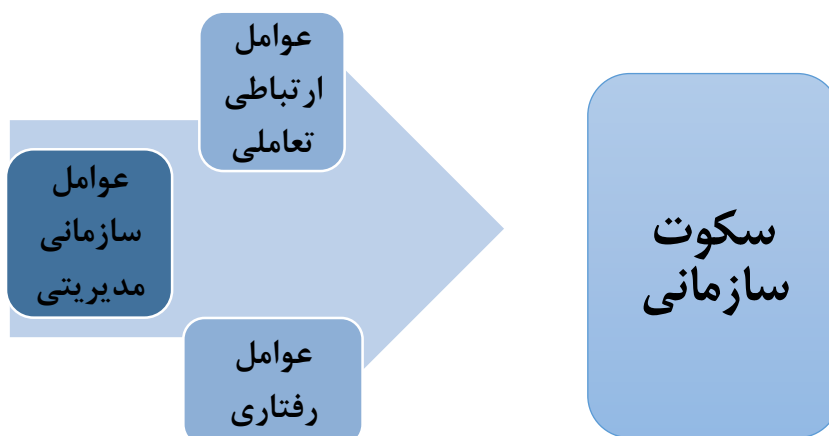 عوامل
ارتباطی
تعاملی
عوامل
سازمانی
مدیریتی
عوامل
رفتاری
سکوت
سازمانی